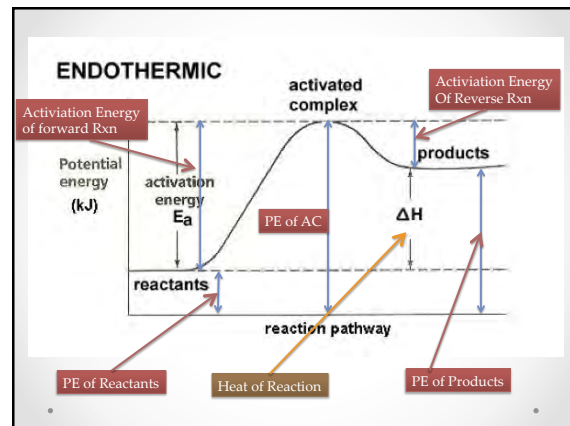 ENDOTHERMIC
activated
complex
Activiation Energy
Of Reverse Rxn
Activiation Energy
of forward Rxn
products
Potential
energy
(kJ)
activation
energy
Ea
PE of AC
ΔH
reactants
reaction pathway
PE of Reactants
Heat of Reaction
PE of Products